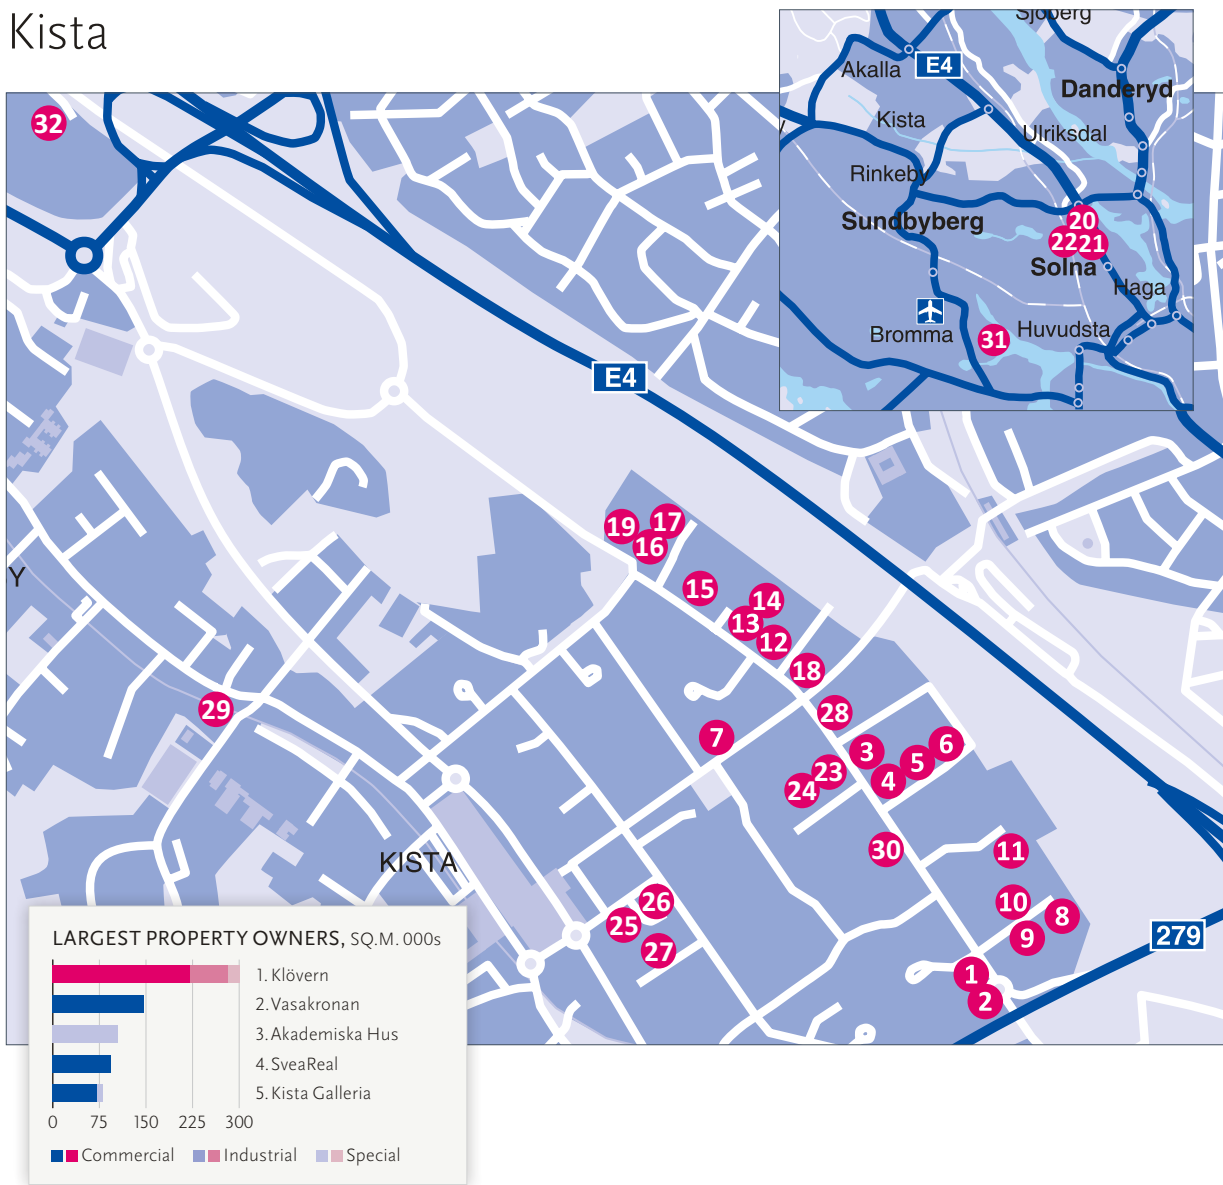 Kista
Sjöberg
Akalla
E4
Danderyd
Kista
Ulriksdal
Rinkeby
Sundbyberg
20
22
21
Solna
Haga
Huvudsta
Bromma
31
32
E4
19
17
16
15
14
13
12
18
Y
29
28
7
3
6
5
4
23
24
30
11
KISTA
26
25
27
10
8
9
279
1
2
LARGEST PROPERTY OWNERS, SQ.M. 000s
1. Klövern
2. Vasakronan
3. Akademiska Hus
4. SveaReal
5. Kista Galleria
0 75 150 225 300
Commercial Industrial Special